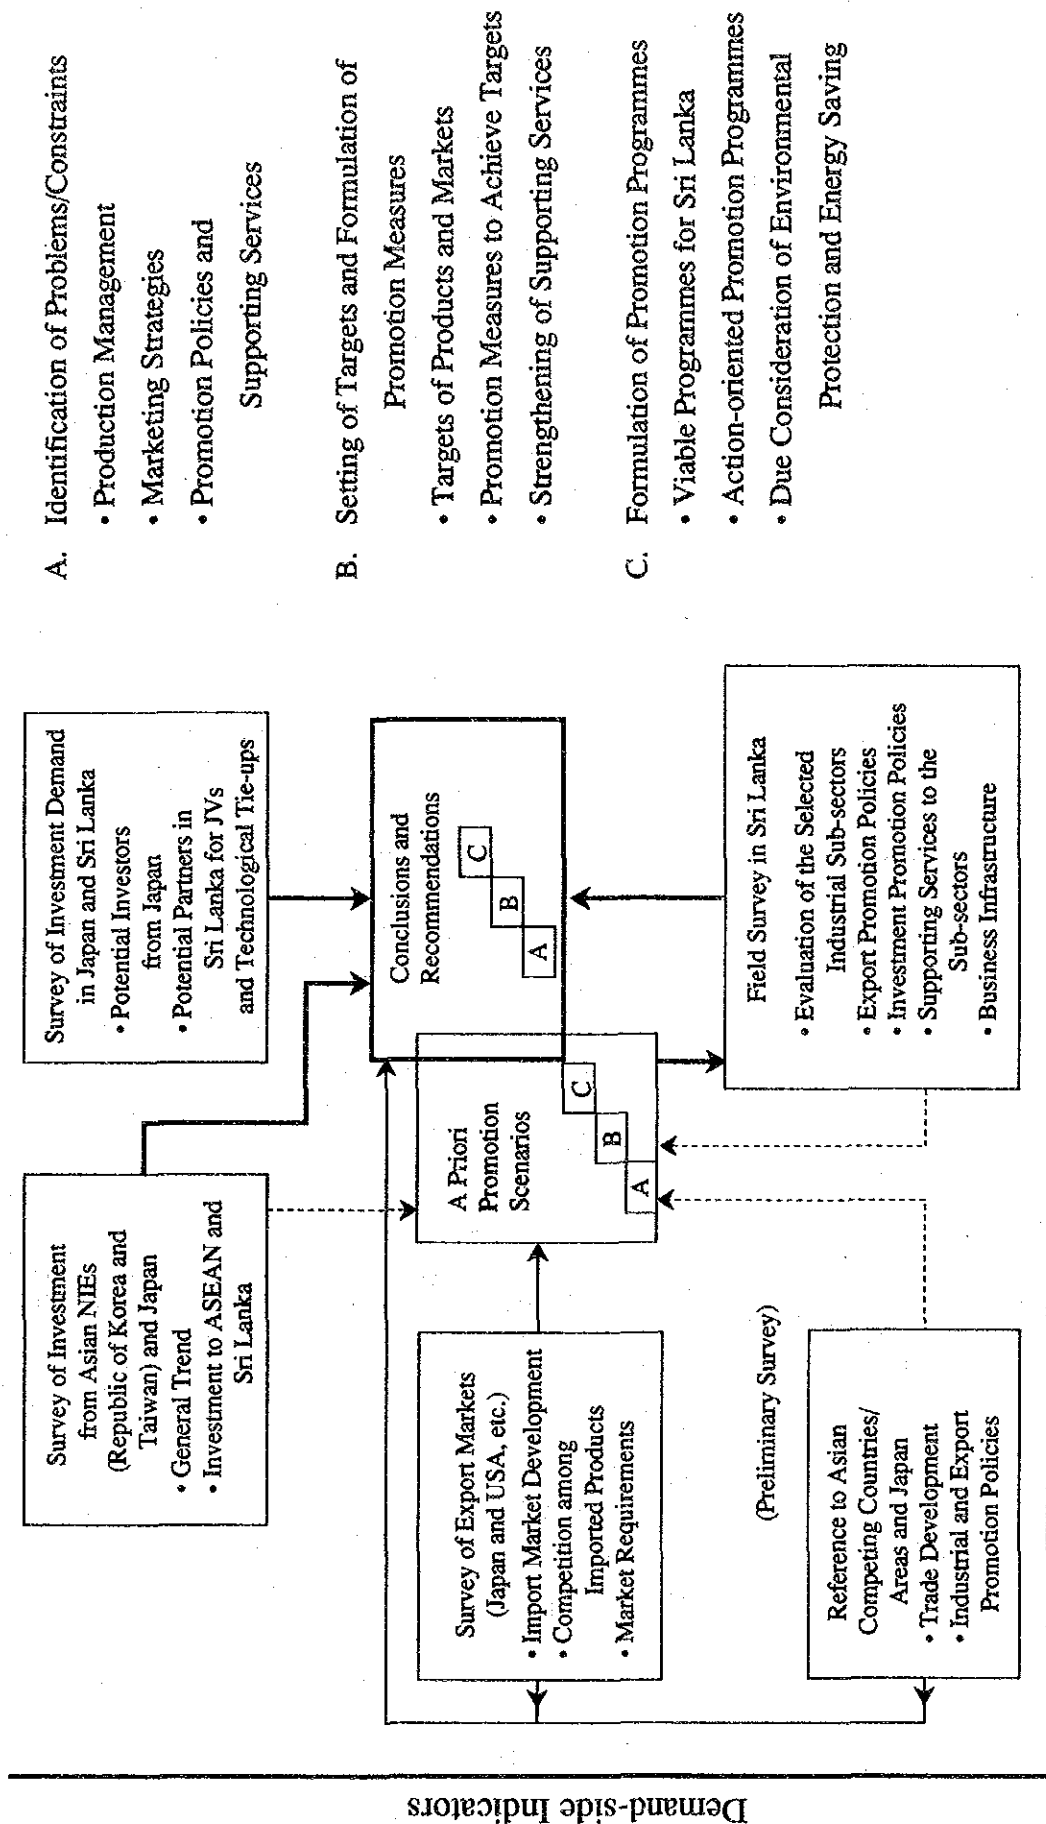 Demand-side Indicators
Survey of Investment
from Asian NIEs
(Republic of Korea and
Taiwan) and Japan
• General Trend
• Investment to ASEAN and
Sri Lanka
Survey of Investment Demand
in Japan and Sri Lanka
• Potential Investors
from Japan
• Potential Partners in
Sri Lanka for JVs
and Technological Tie-ups
Survey of Export Markets
(Japan and USA, etc.)
• Import Market Development
• Competition among
Imported Products
• Market Requirements
A Priori
Promotion
Scenarios
A
B
C
Conclusions and
Recommendations
A
B
C
(Preliminary Survey)
Reference to Asian
Competing Countries/
Areas and Japan
• Trade Development
• Industrial and Export
Promotion Policies
Field Survey in Sri Lanka
• Evaluation of the Selected
Industrial Sub-sectors
• Export Promotion Policies
• Investment Promotion Policies
• Supporting Services to the
Sub-sectors
• Business Infrastructure
A. Identification of Problems/Constraints
• Production Management
• Marketing Strategies
• Promotion Policies and
Supporting Services
B. Setting of Targets and Formulation of
Promotion Measures
• Targets of Products and Markets
• Promotion Measures to Achieve Targets
• Strengthening of Supporting Services
C. Formulation of Promotion Programmes
• Viable Programmes for Sri Lanka
• Action-oriented Promotion Programmes
• Due Consideration of Environmental
Protection and Energy Saving